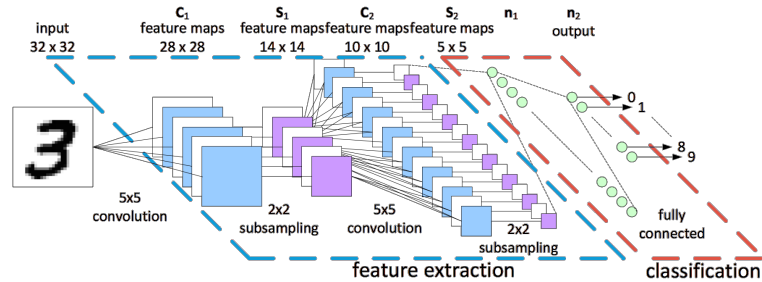 input
32 x 32
C1
feature maps
28 x 28
S1
feature maps
14 x 14
C2
feature maps
10 x 10
S2
feature maps
5 x 5
n1
n2
output
3
0
1
8
9
5x5
convolution
2x2
subsampling
5x5
convolution
2x2
subsampling
fully
connected
feature extraction
classification